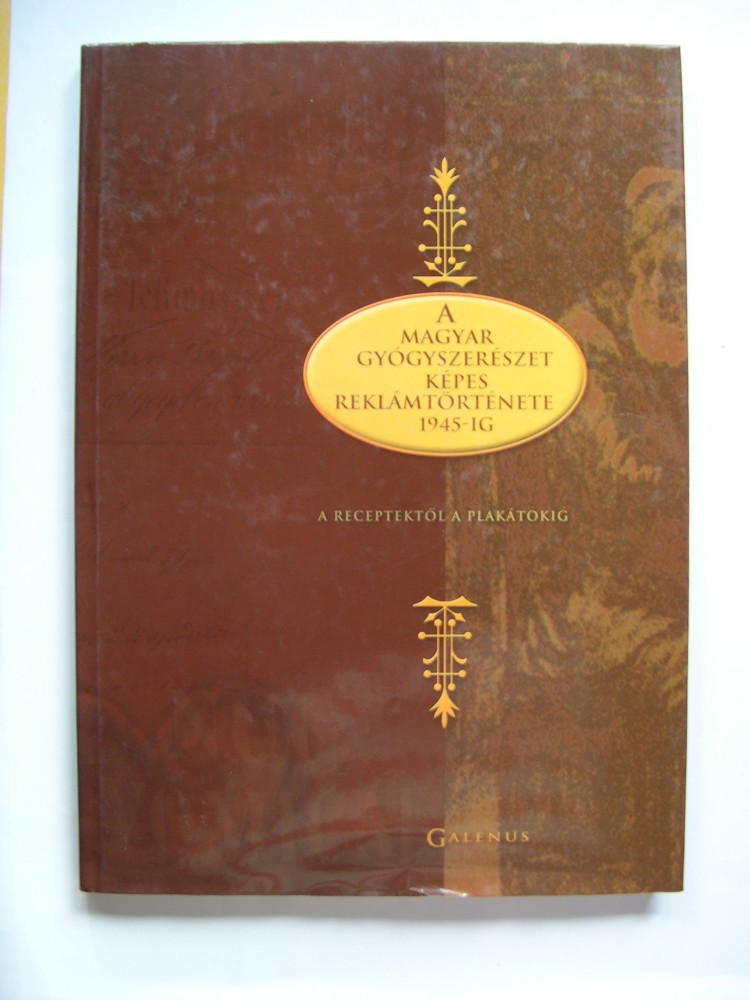 A
MAGYAR
GYÓGYSZERÉSZET
KÉPES
REKLÁMTÖRTÉNETE
1945-IG
A RECEPTEKTŐL A PLAKÁTOKIG
GALENUS